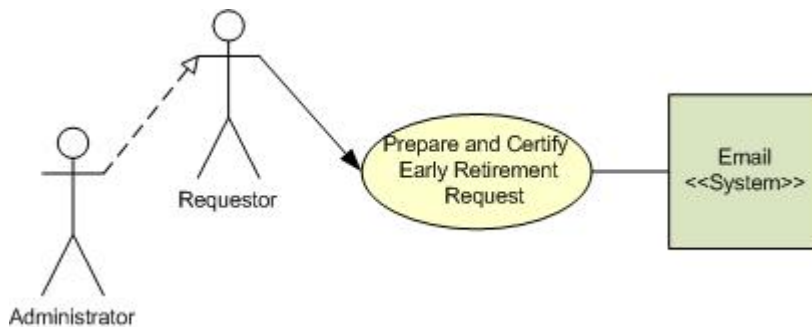 Prepare and Certify
Early Retirement
Request
Email
<<System>>
Requestor
Administrator